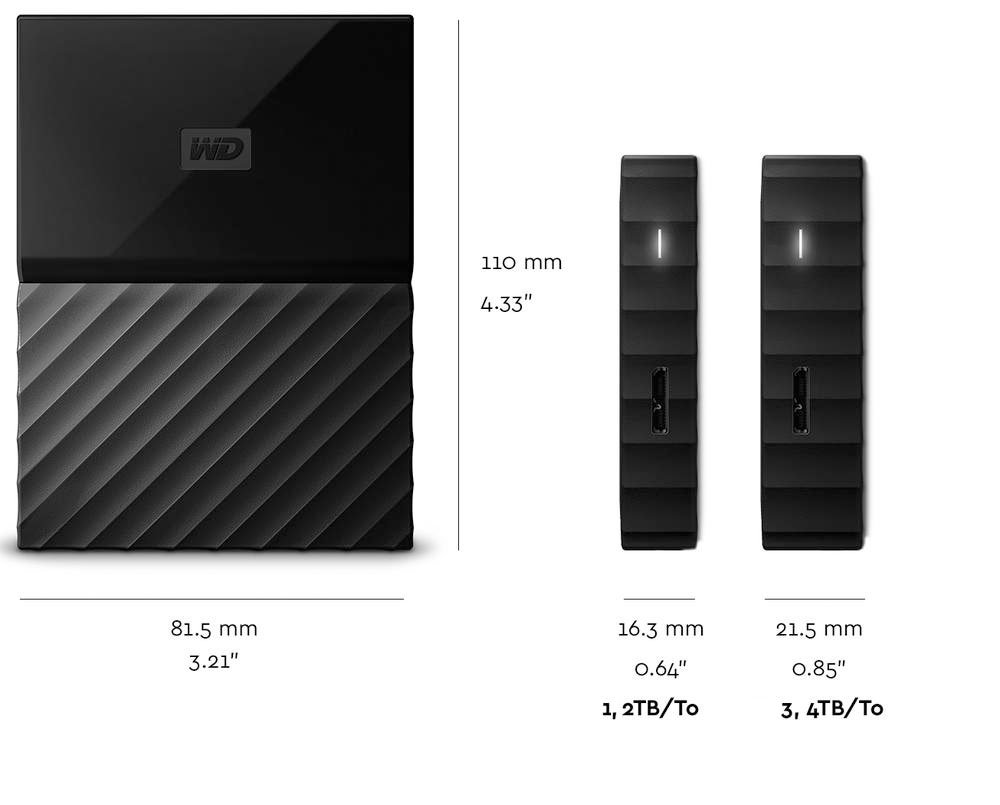 WD
110 mm
4.33"
81.5 mm
3.21"
16.3 mm
0.64"
1, 2TB/To
21.5 mm
0.85"
3, 4TB/To